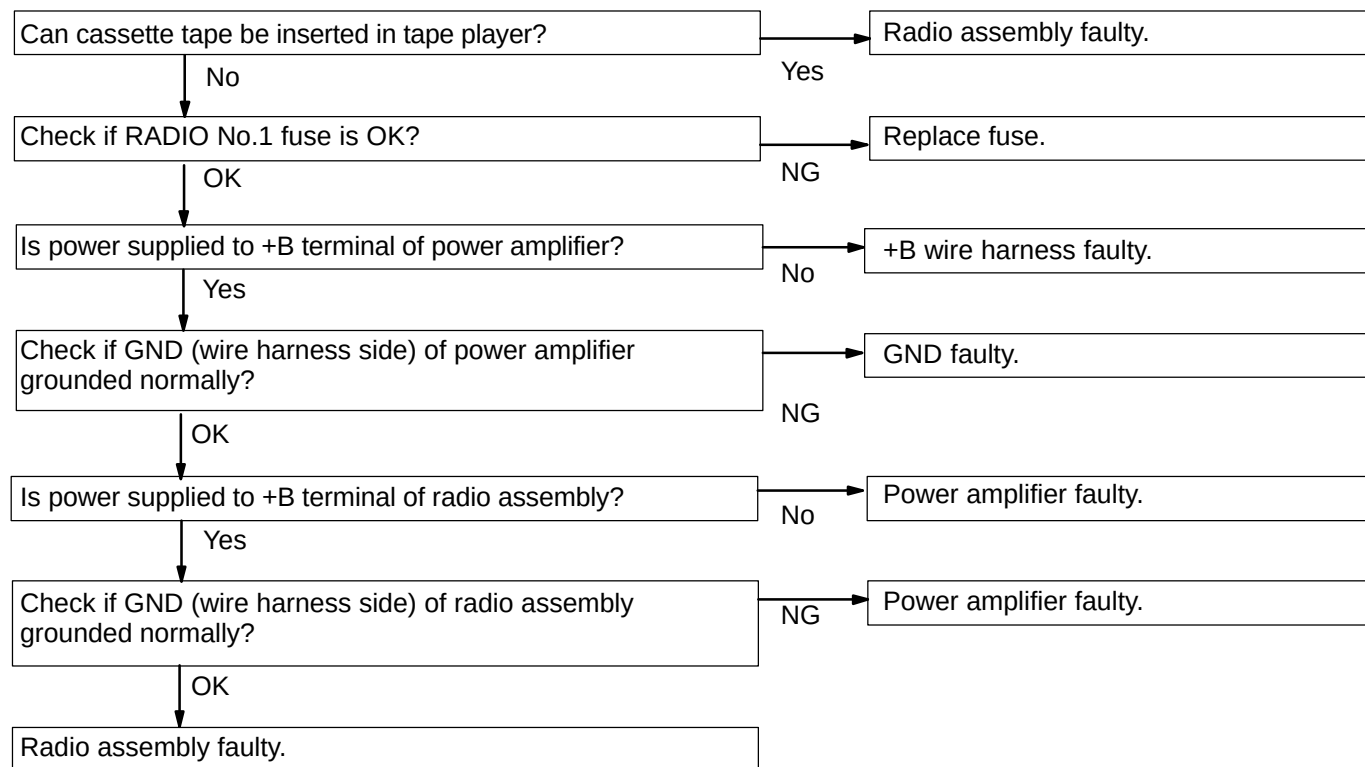 Can cassette tape be inserted in tape player?
Radio assembly faulty.
Yes
No
Check if RADIO No.1 fuse is OK?
Replace fuse.
NG
OK
Is power supplied to +B terminal of power amplifier?
+B wire harness faulty.
No
Yes
Check if GND (wire harness side) of power amplifier
grounded normally?
GND faulty.
NG
OK
Is power supplied to +B terminal of radio assembly?
Power amplifier faulty.
No
Yes
Check if GND (wire harness side) of radio assembly
grounded normally?
Power amplifier faulty.
NG
OK
Radio assembly faulty.